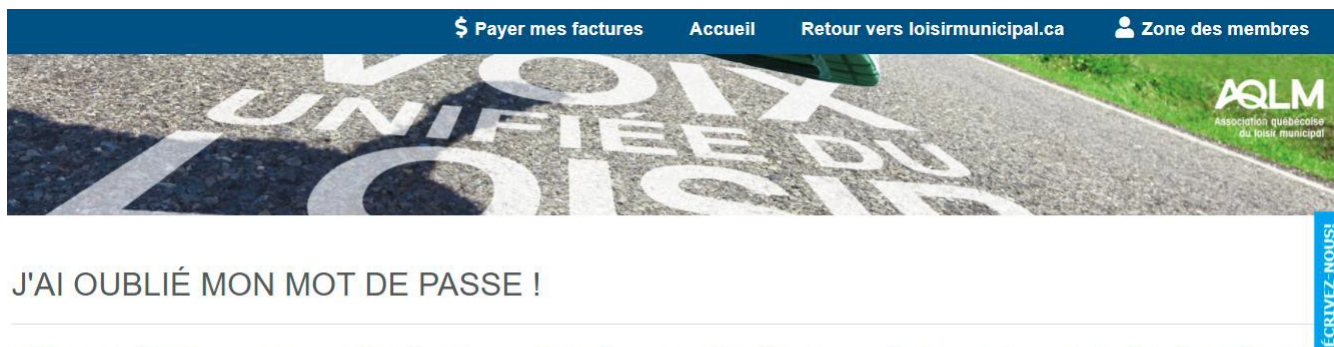 $ Payer mes factures Accueil Retour vers loisirmunicipal.ca Zone des membres
VOIX
UNIFIÉE DU
LOISIR
AQLM
Association québécoise
du loisir municipal
ÉCRIVEZ-NOUS!
J'AI OUBLIÉ MON MOT DE PASSE !